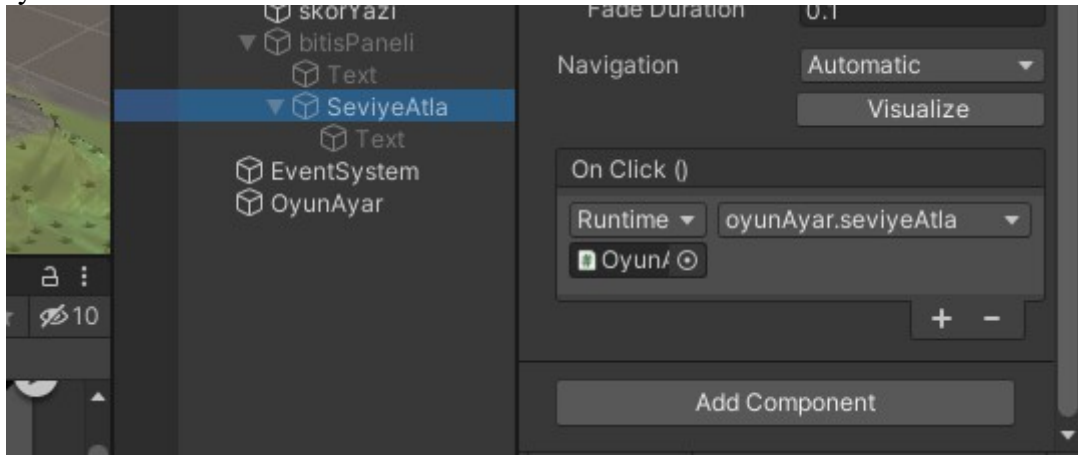 skorYazi
bitisPaneli
Text
SeviyeAtla
Text
EventSystem
OyunAyar
10
Fade Duration
0.1
Navigation
Automatic
Visualize
On Click ()
Runtime
oyunAyar.seviyeAtla
OyunA
Add Component